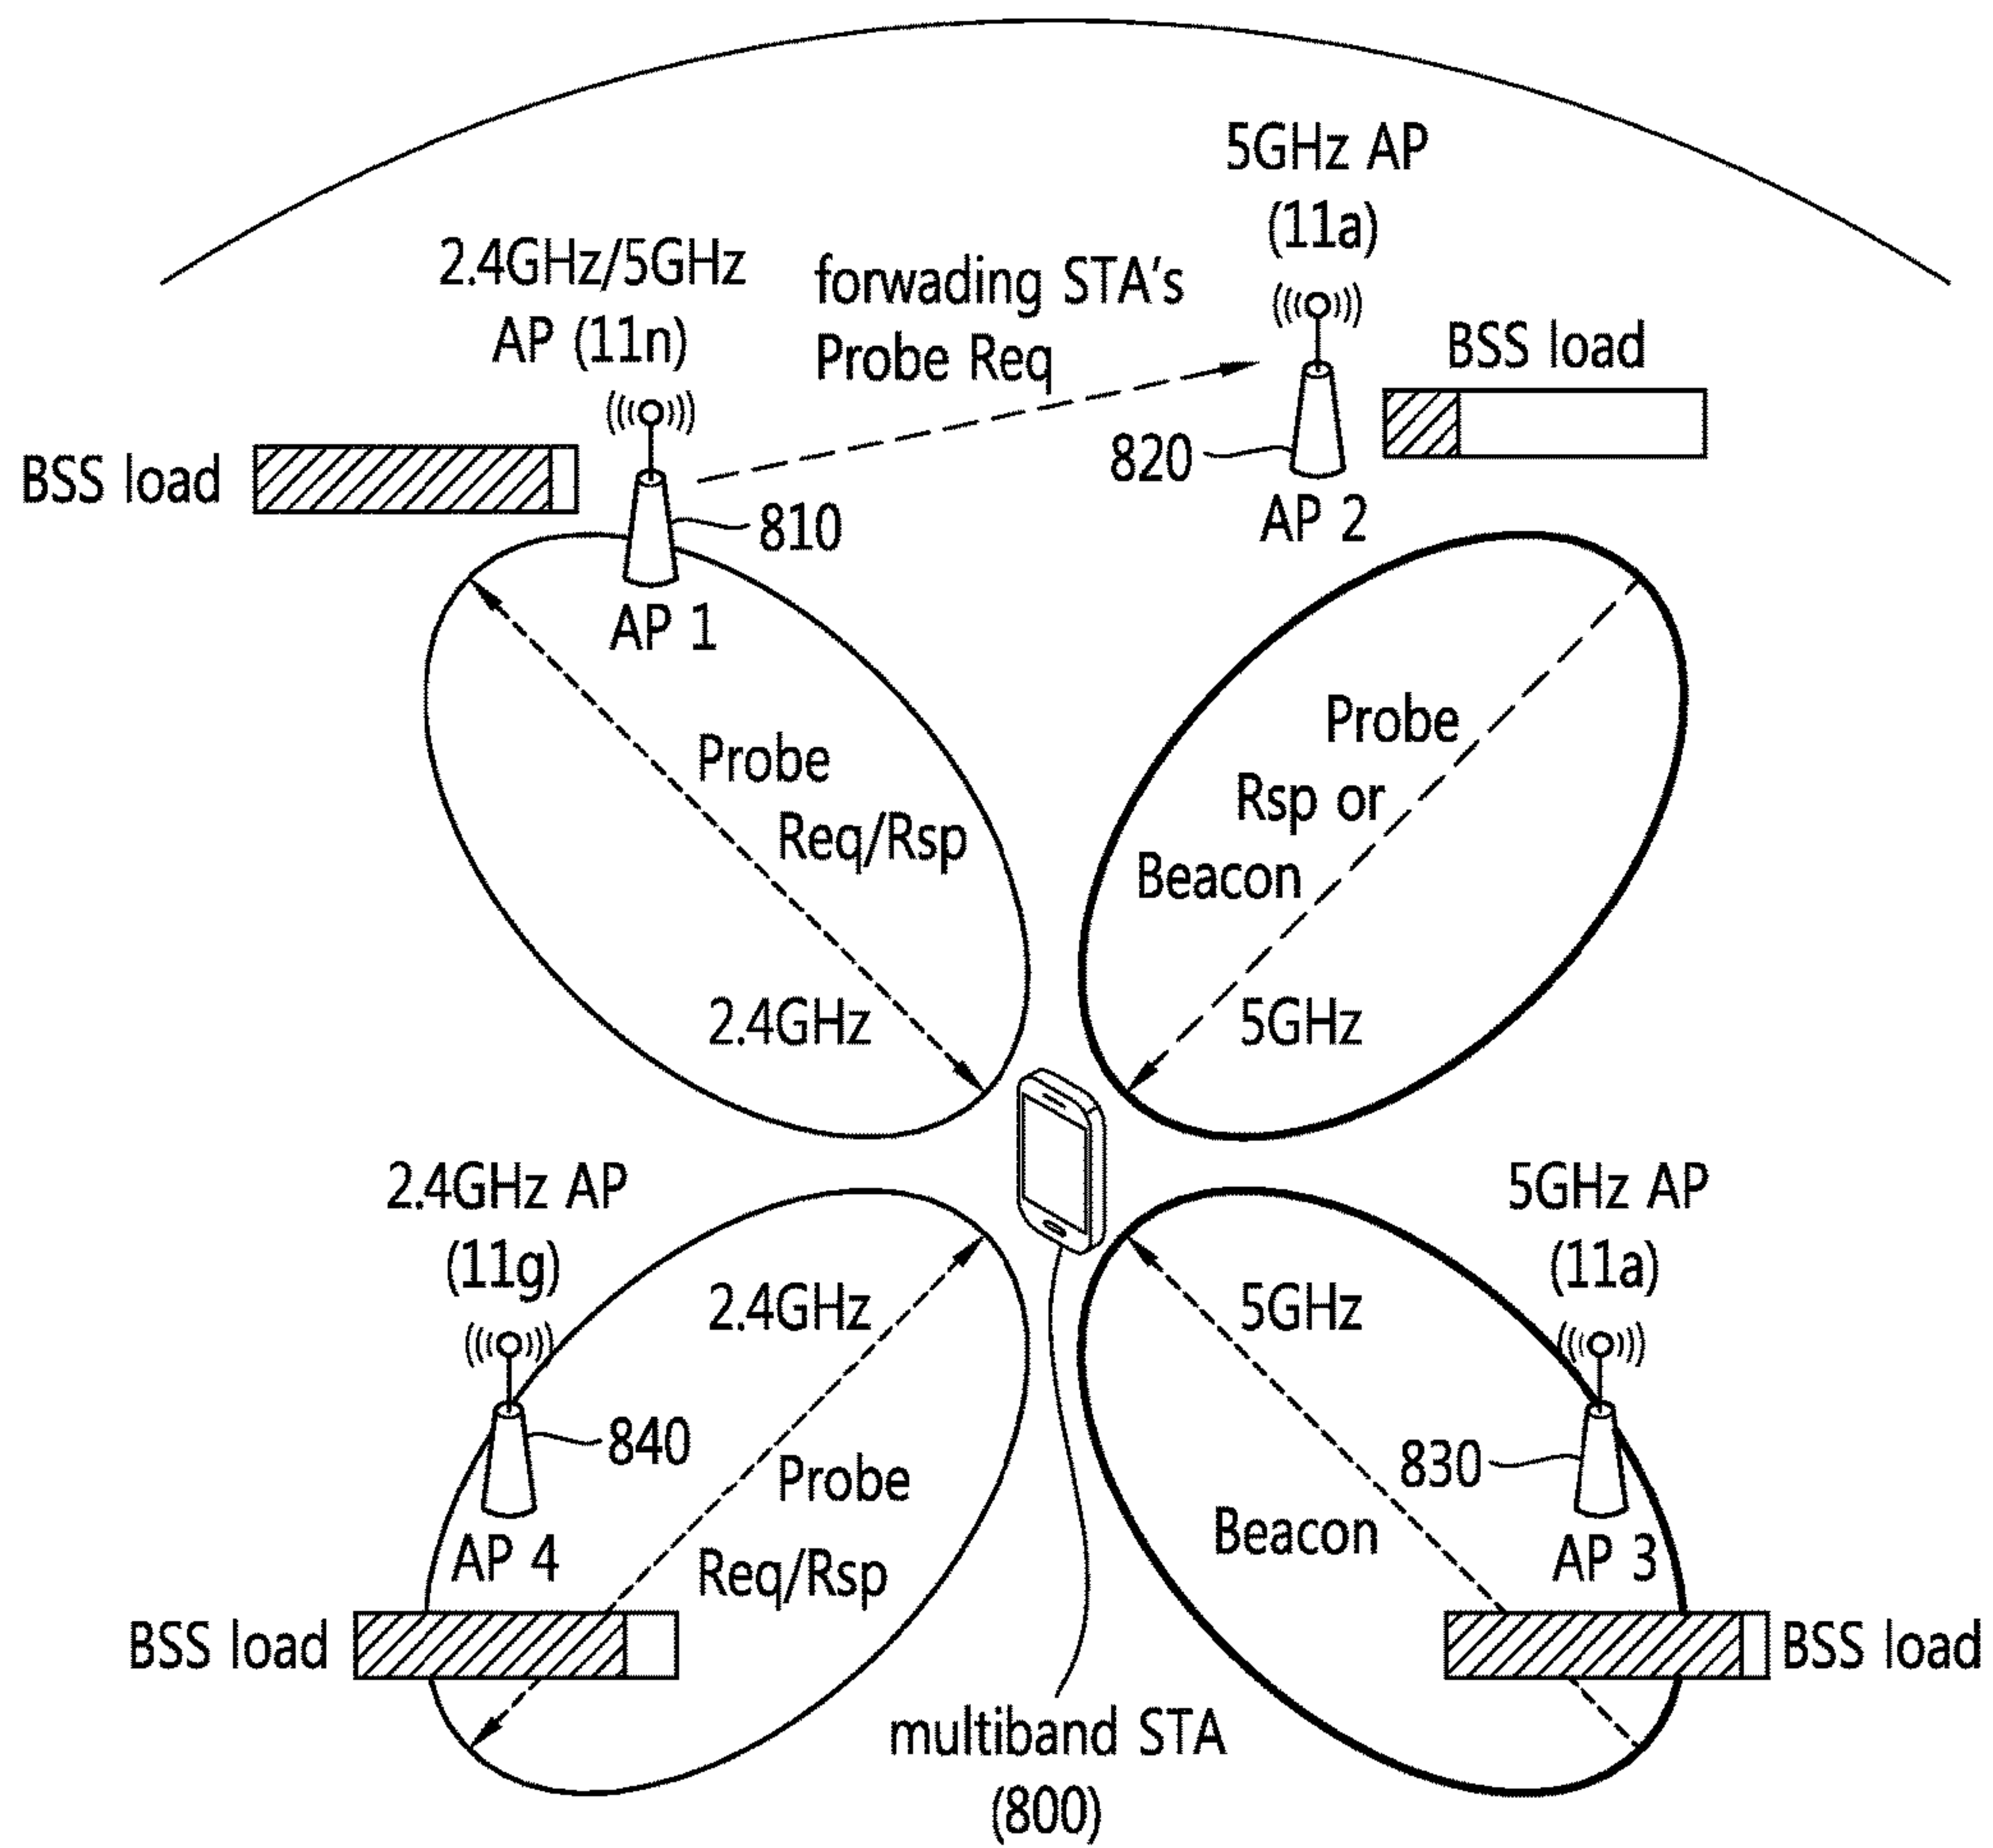 5GHz AP
(11a)
2.4GHz/5GHz
AP (11n)
forwading STA's
Probe Req
BSS load
BSS load
820
AP 2
810
AP 1
Probe
Req/Rsp
2.4GHz
Probe
Rsp or
Beacon
5GHz
2.4GHz AP
(11g)
2.4GHz
840
AP 4
Probe
Req/Rsp
BSS load
5GHz AP
(11a)
5GHz
830
AP 3
Beacon
BSS load
multiband STA
(800)